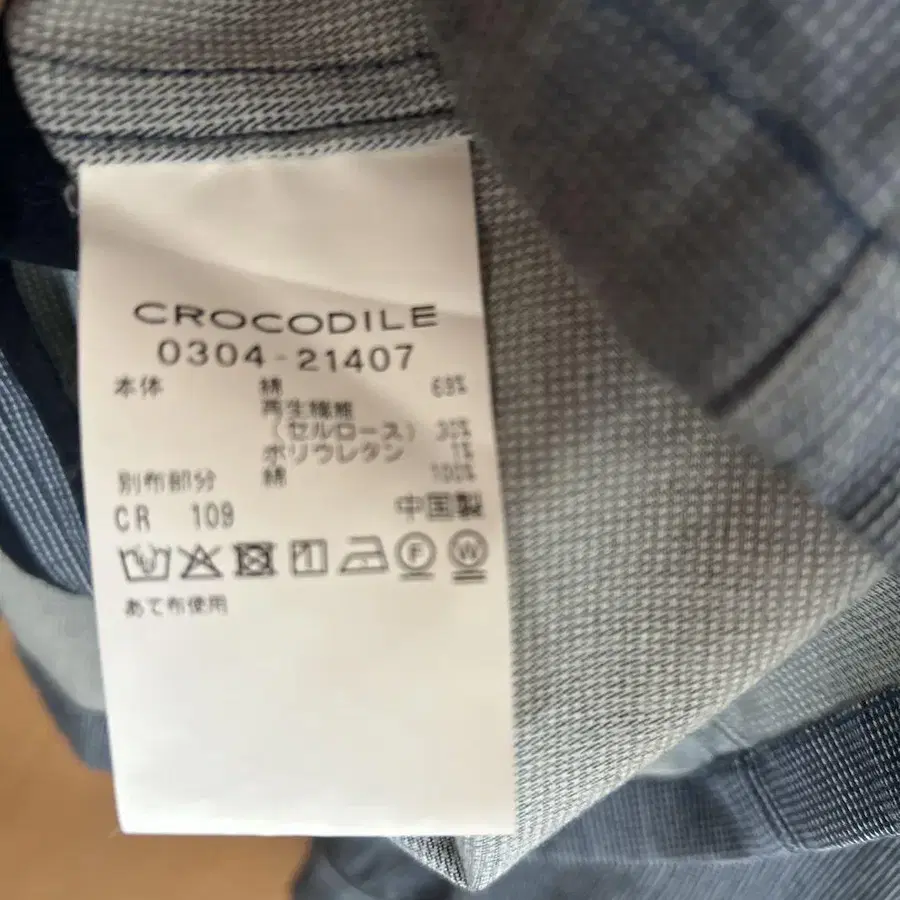 CROCODILE
0304-21407
本体 綿 69%
再生繊維
(セルロース) 30%
ポリウレタン 1%
別布部分 綿 100%
CR 109 中国製
F W
あて布使用